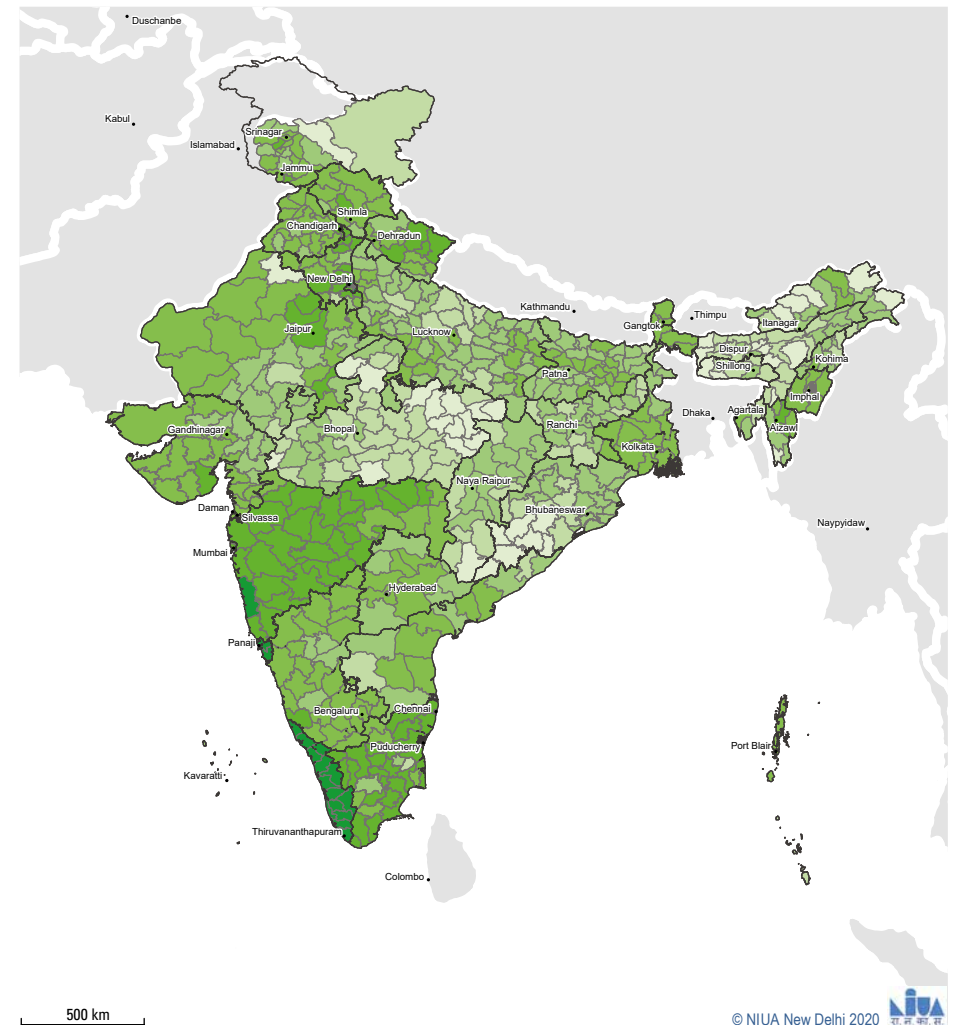 Duschanbe
Kabul
Srinagar
Islamabad
Jammu
Shimla
Chandigarh
Dehradun
New Delhi
Kathmandu
Thimpu
Gangtok
Itanagar
Jaipur
Lucknow
Dispur
Kohima
Shillong
Patna
Imphal
Dhaka
Agartala
Gandhinagar
Bhopal
Ranchi
Aizawl
Kolkata
Naya Raipur
Daman
Silvassa
Bhubaneswar
Naypyidaw
Mumbai
Hyderabad
Panaji
Bengaluru
Chennai
Puducherry
Port Blair
Kavaratti
Thiruvananthapuram
Colombo
500 km
© NIUA New Delhi 2020
NIUA
रा. न. का. सं.